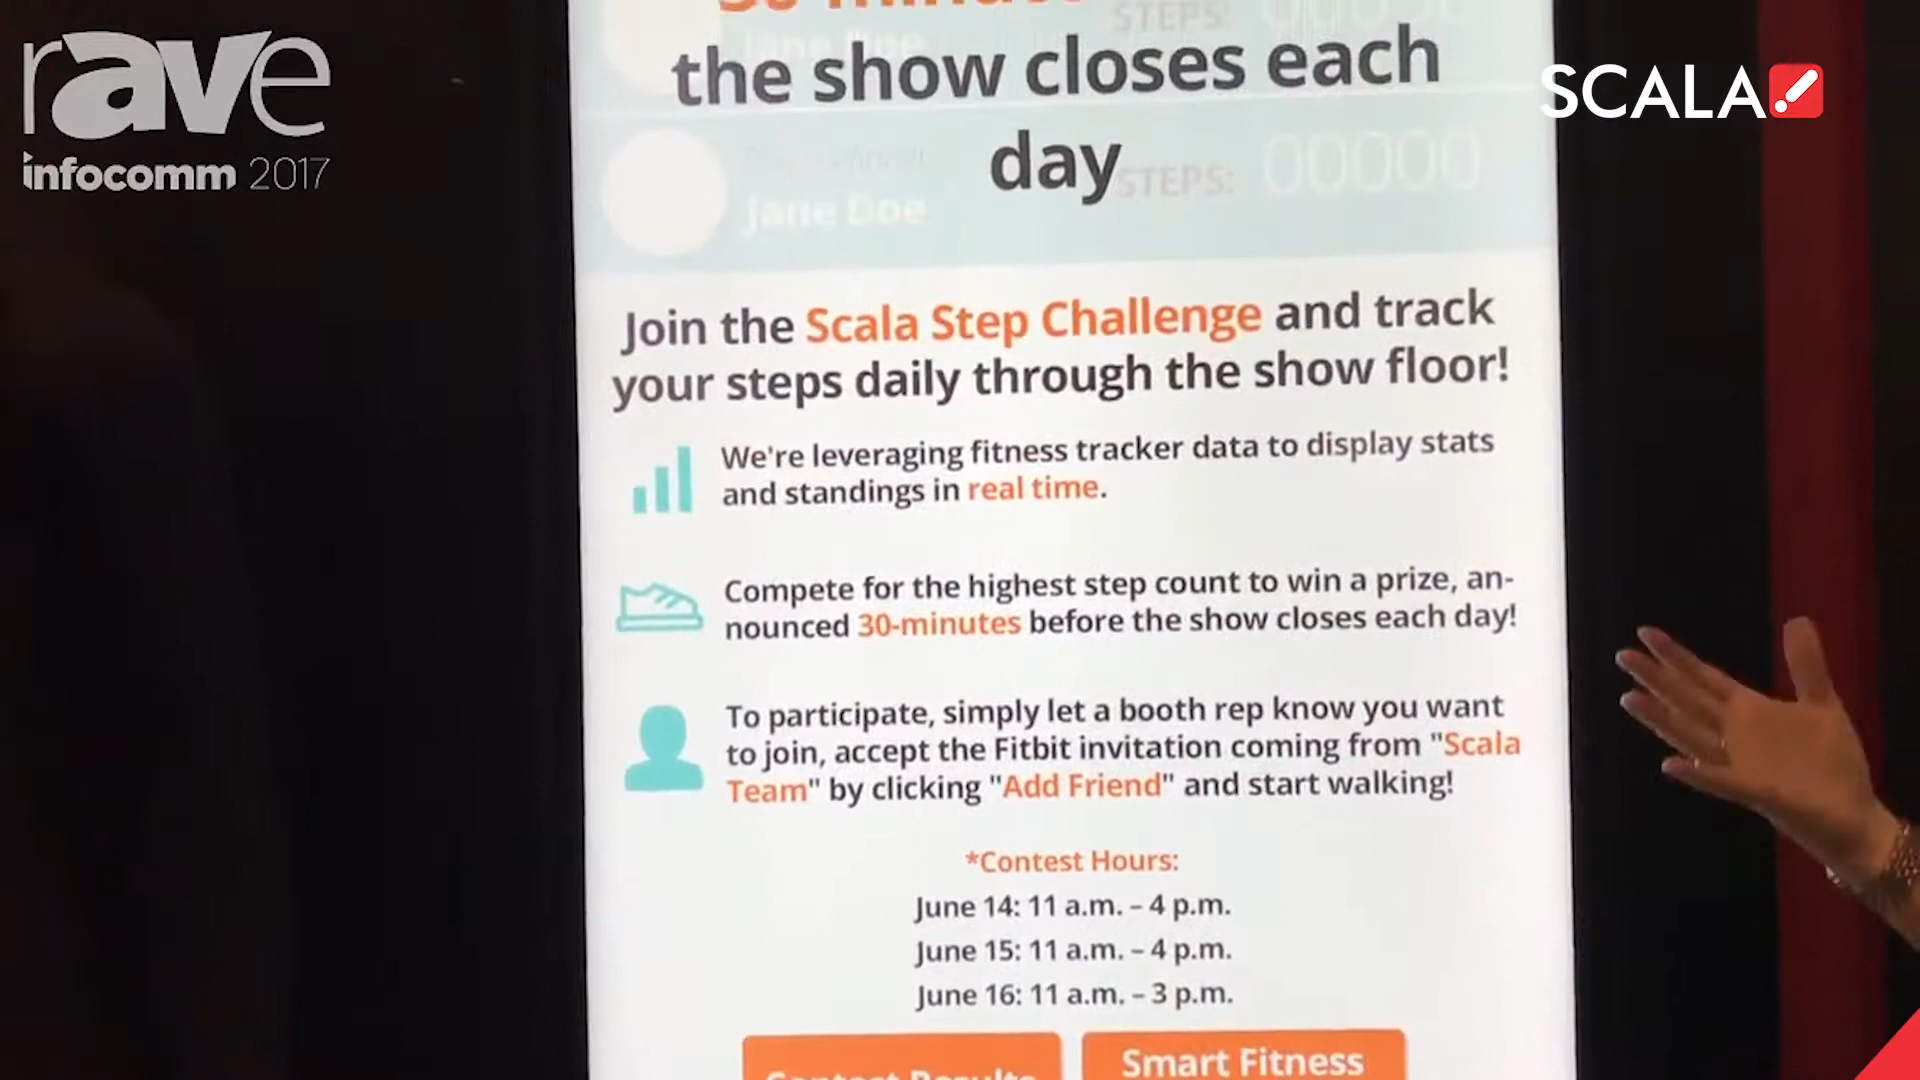 rave
infocomm 2017
SCALA
STEPS:
the show closes each
day
STEPS: 00000
Jane Doe
Join the Scala Step Challenge and track
your steps daily through the show floor!
We're leveraging fitness tracker data to display stats
and standings in real time.
Compete for the highest step count to win a prize, an-
nounced 30-minutes before the show closes each day!
To participate, simply let a booth rep know you want
to join, accept the Fitbit invitation coming from "Scala
Team" by clicking "Add Friend" and start walking!
*Contest Hours:
June 14: 11 a.m. – 4 p.m.
June 15: 11 a.m. – 4 p.m.
June 16: 11 a.m. – 3 p.m.
Contest Results
Smart Fitness